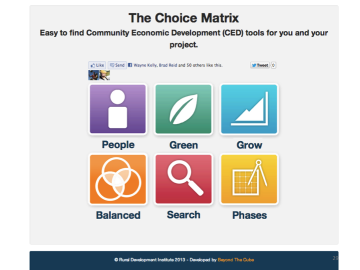 The Choice Matrix
Easy to find Community Economic Development (CED) tools for you and your
project.
Like Send Wayne Kelly, Brad Reid and 50 others like this. Tweet
People Green Grow
Balanced Search Phases
© Rural Development Institute 2013 - Developed by Beyond The Cube